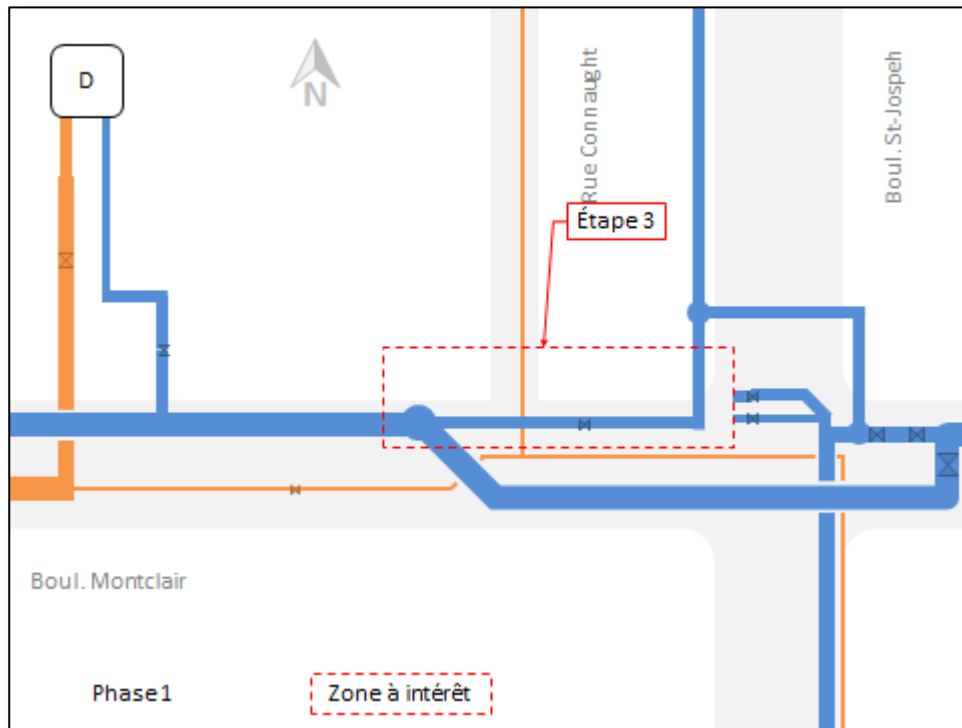 D
N
Rue Connaught
Boul. St-Jospeh
Étape 3
Boul. Montclair
Phase 1
Zone à intérêt